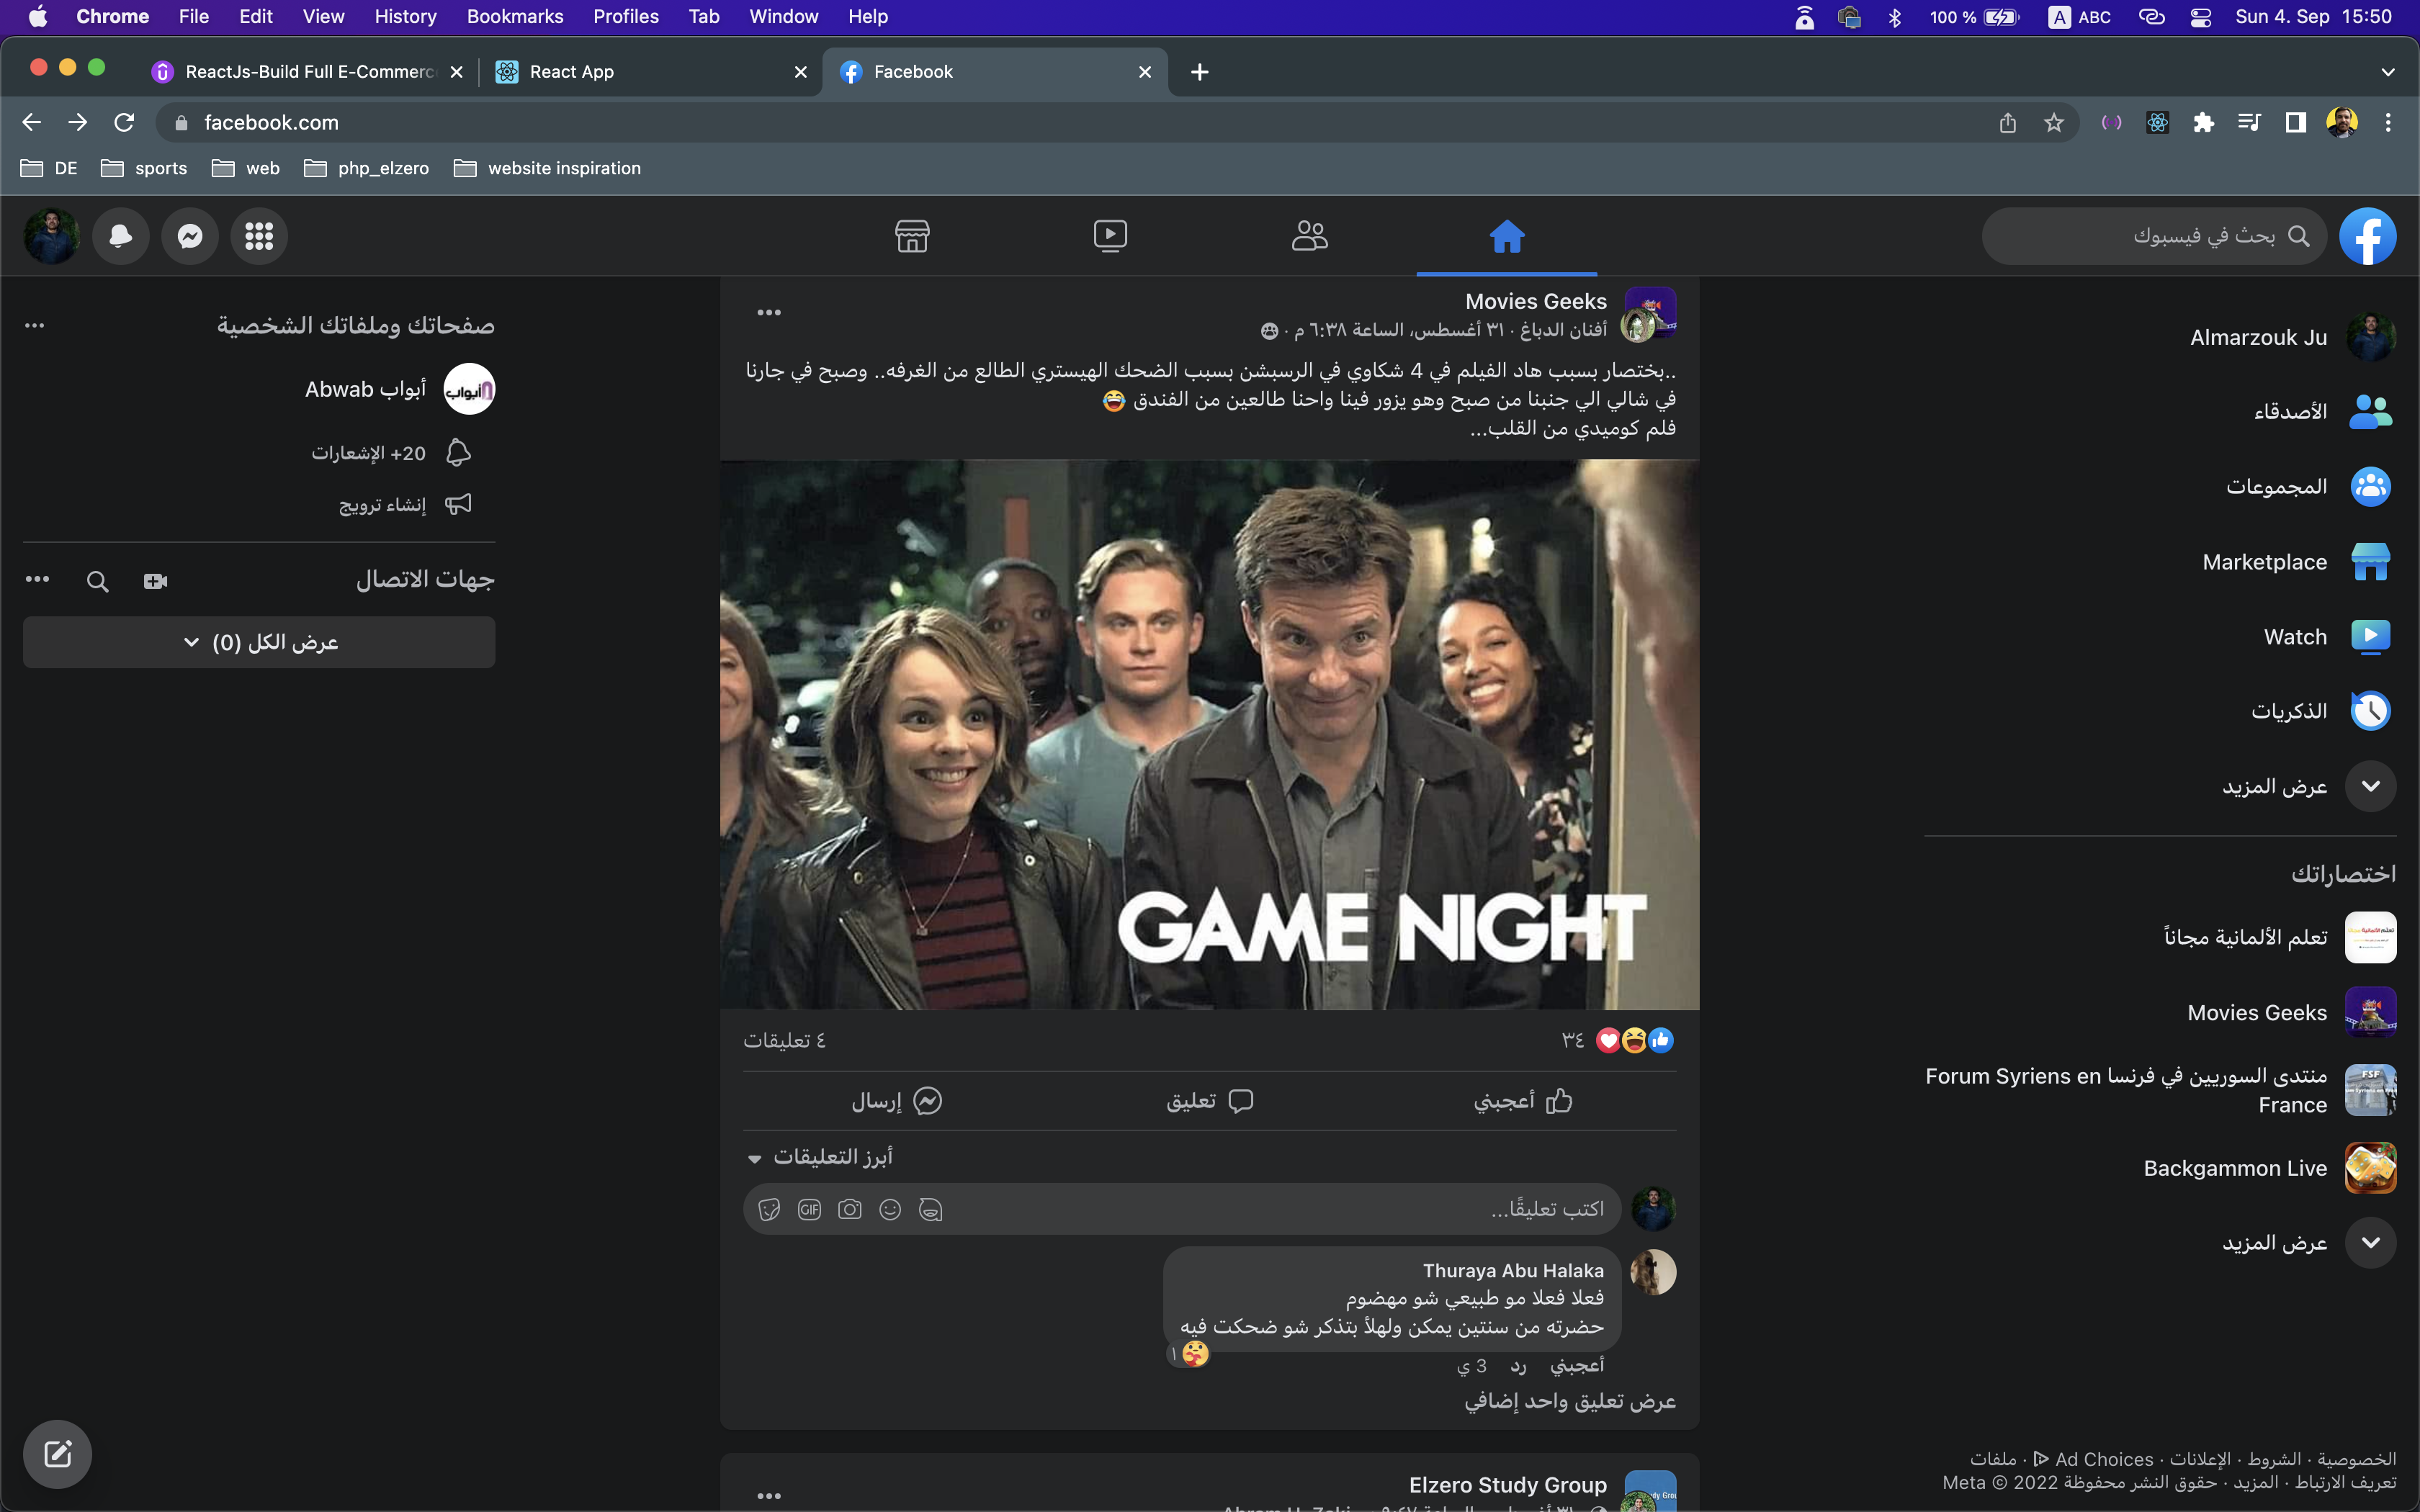 Chrome File Edit View History Bookmarks Profiles Tab Window Help 100 % A ABC Sun 4. Sep 15:50
ReactJs-Build Full E-Commerc React App Facebook
facebook.com
DE sports web php_elzero website inspiration
بحث في فيسبوك
Almarzouk Ju
الأصدقاء
المجموعات
Marketplace
Watch
الذكريات
عرض المزيد
اختصاراتك
تعلم الألمانية مجاناً
Movies Geeks
منتدى السوريين في فرنسا Forum Syriens en
France
Backgammon Live
عرض المزيد
الخصوصية · الشروط · الإعلانات · Ad Choices · ملفات
تعريف الارتباط · المزيد · حقوق النشر محفوظة Meta © 2022
Movies Geeks
أفنان الدباغ · ٣١ أغسطس، الساعة ٦:٣٨ م ·
..بختصار بسبب هاد الفيلم في 4 شكاوي في الرسبشن بسبب الضحك الهيستري الطالع من الغرفه.. وصبح في جارنا
في شالي الي جنبنا من صبح وهو يزور فينا واحنا طالعين من الفندق 😂
فلم كوميدي من القلب...
GAME NIGHT
٣٤
٤ تعليقات
أعجبني تعليق إرسال
أبرز التعليقات
اكتب تعليقًا...
GIF
Thuraya Abu Halaka
فعلا فعلا مو طبيعي شو مهضوم
حضرته من سنتين يمكن ولهلأ بتذكر شو ضحكت فيه
١
أعجبني رد 3 ي
عرض تعليق واحد إضافي
Elzero Study Group
صفحاتك وملفاتك الشخصية
أبواب Abwab
أبواب
20+ الإشعارات
إنشاء ترويج
جهات الاتصال
عرض الكل (0)
FSF